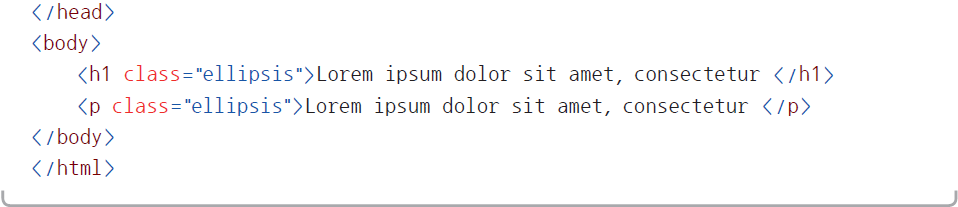 </head>
<body>
<h1 class="ellipsis">Lorem ipsum dolor sit amet, consectetur </h1>
<p class="ellipsis">Lorem ipsum dolor sit amet, consectetur </p>
</body>
</html>